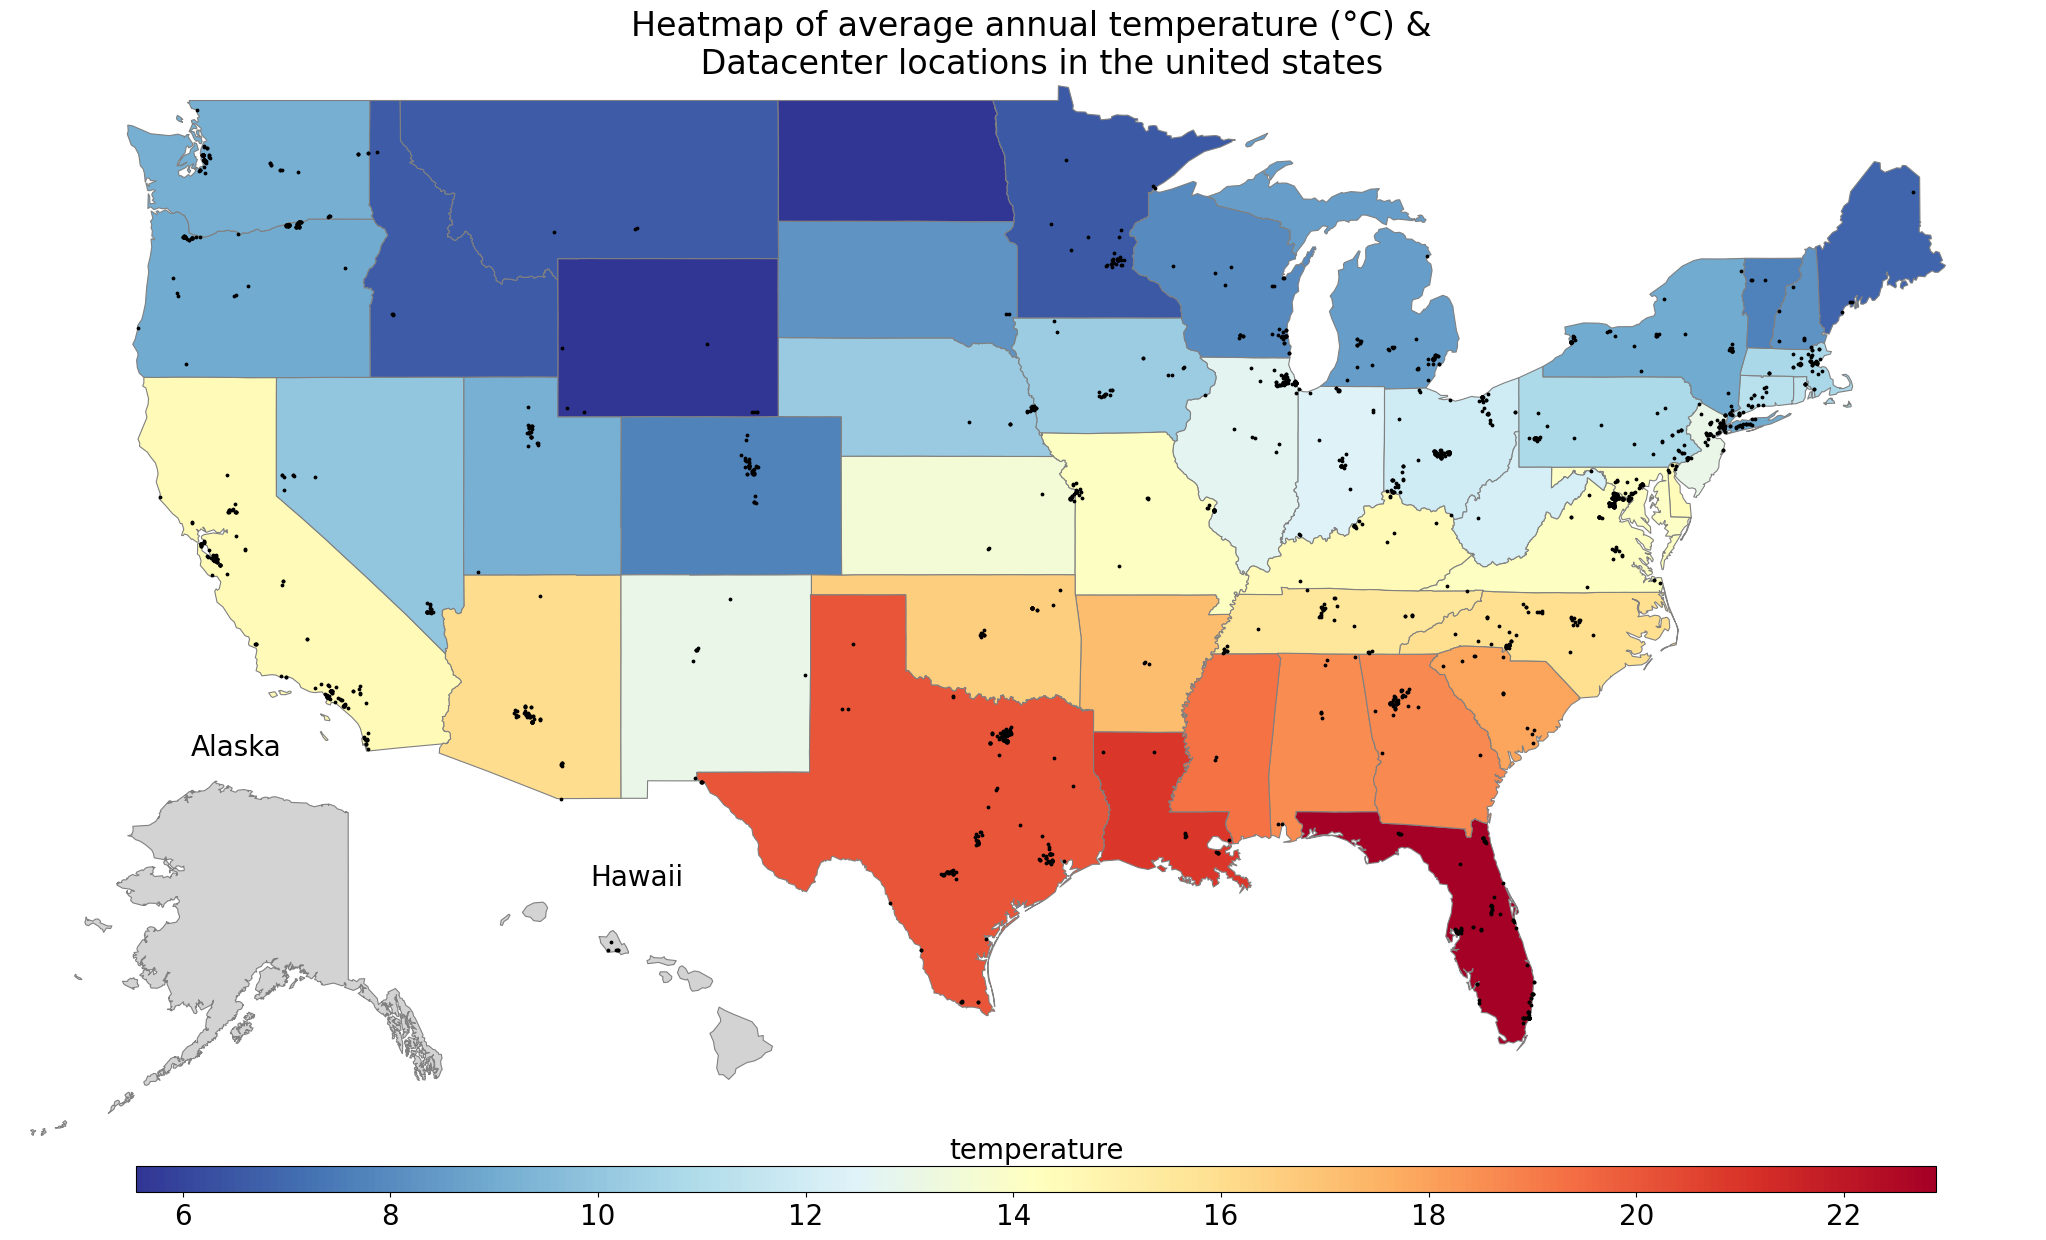 Heatmap of average annual temperature (°C) &
Datacenter locations in the united states
Alaska
Hawaii
temperature
6 8 10 12 14 16 18 20 22